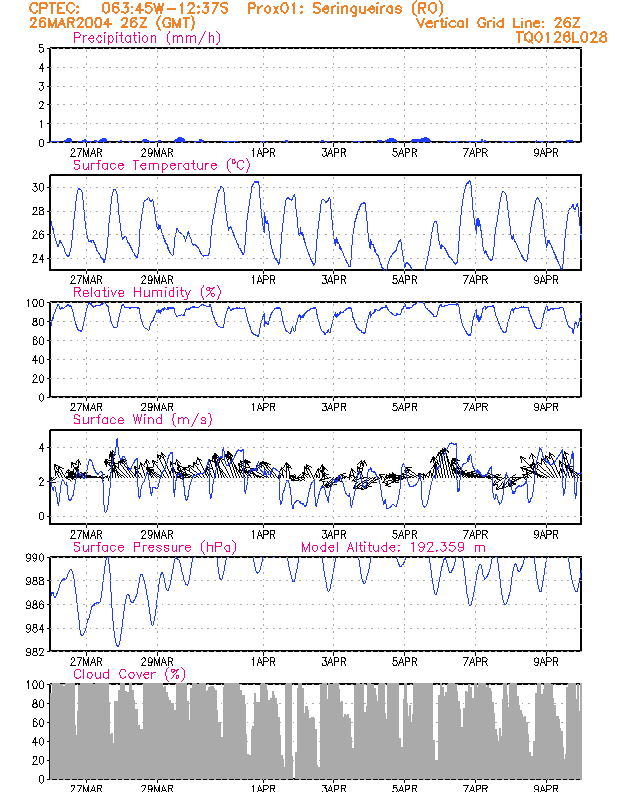 CPTEC: 063:45W-12:37S Prox01: Seringueiras (RO)
26MAR2004 26Z (GMT) Vertical Grid Line: 26Z
Precipitation (mm/h) TQ0126L028
5
4
3
2
1
0
27MAR 29MAR 1APR 3APR 5APR 7APR 9APR
Surface Temperature (°C)
30
28
26
24
27MAR 29MAR 1APR 3APR 5APR 7APR 9APR
Relative Humidity (%)
100
80
60
40
20
0
27MAR 29MAR 1APR 3APR 5APR 7APR 9APR
Surface Wind (m/s)
4
2
0
27MAR 29MAR 1APR 3APR 5APR 7APR 9APR
Surface Pressure (hPa) Model Altitude: 192.359 m
990
988
986
984
982
27MAR 29MAR 1APR 3APR 5APR 7APR 9APR
Cloud Cover (%)
100
80
60
40
20
0
27MAR 29MAR 1APR 3APR 5APR 7APR 9APR